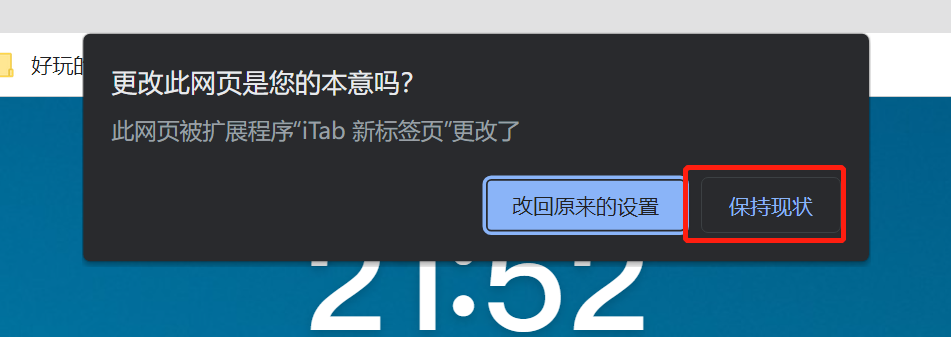 好玩的
更改此网页是您的本意吗?
此网页被扩展程序“iTab 新标签页”更改了
改回原来的设置
保持现状
21:52